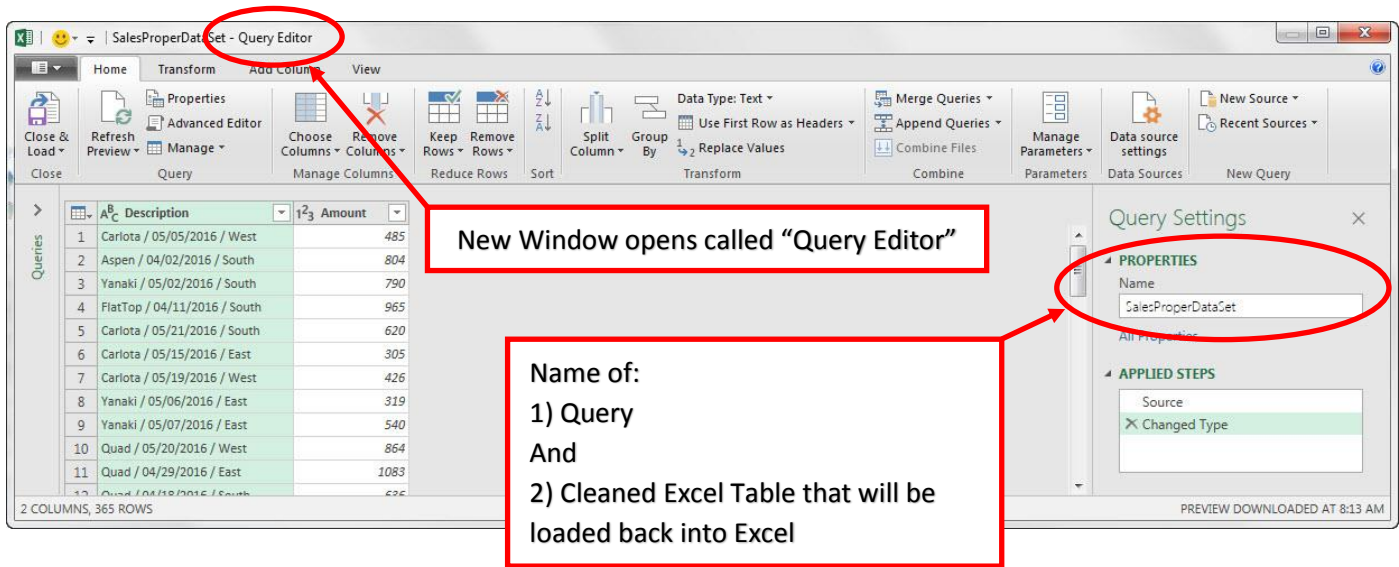 SalesProperDataSet - Query Editor
Home Transform Add Column View
Close & Load
Refresh Preview
Properties
Advanced Editor
Manage
Choose Columns
Remove Columns
Keep Rows
Remove Rows
Split Column
Group By
Data Type: Text
Use First Row as Headers
Replace Values
Merge Queries
Append Queries
Combine Files
Manage Parameters
Data source settings
New Source
Recent Sources
Close Query Manage Columns Reduce Rows Sort Transform Combine Parameters Data Sources New Query
Queries
Description Amount
1 Carlota / 05/05/2016 / West 485
2 Aspen / 04/02/2016 / South 804
3 Yanaki / 05/02/2016 / South 790
4 FlatTop / 04/11/2016 / South 965
5 Carlota / 05/21/2016 / South 620
6 Carlota / 05/15/2016 / East 305
7 Carlota / 05/19/2016 / West 426
8 Yanaki / 05/06/2016 / East 319
9 Yanaki / 05/07/2016 / East 540
10 Quad / 05/20/2016 / West 864
11 Quad / 04/29/2016 / East 1083
12 Quad / 04/18/2016 / South 636
New Window opens called “Query Editor”
Name of:
1) Query
And
2) Cleaned Excel Table that will be
loaded back into Excel
Query Settings
PROPERTIES
Name
SalesProperDataSet
All Properties
APPLIED STEPS
Source
Changed Type
2 COLUMNS, 365 ROWS
PREVIEW DOWNLOADED AT 8:13 AM